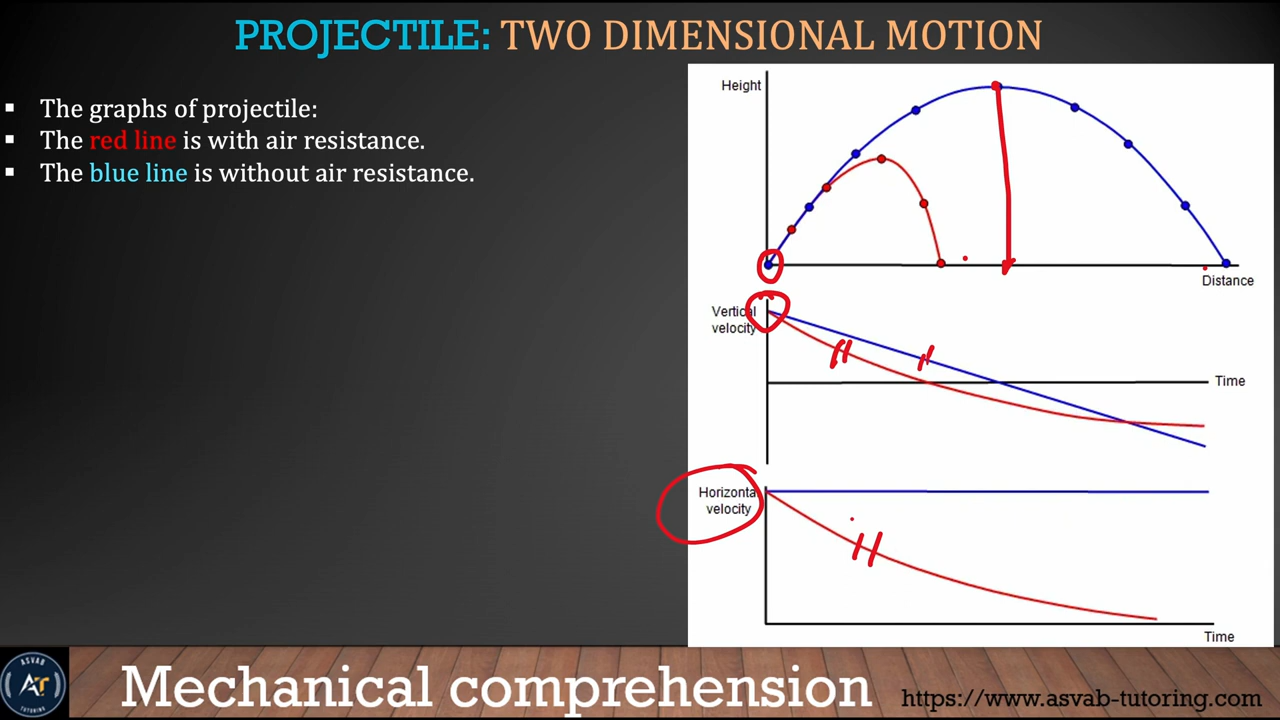 PROJECTILE: TWO DIMENSIONAL MOTION
▪ The graphs of projectile:
▪ The red line is with air resistance.
▪ The blue line is without air resistance.
Height
Distance
Vertical
velocity
Time
Horizonta
velocity
Time
ASVAB
AT
TUTORING
Mechanical comprehension
https://www.asvab-tutoring.com